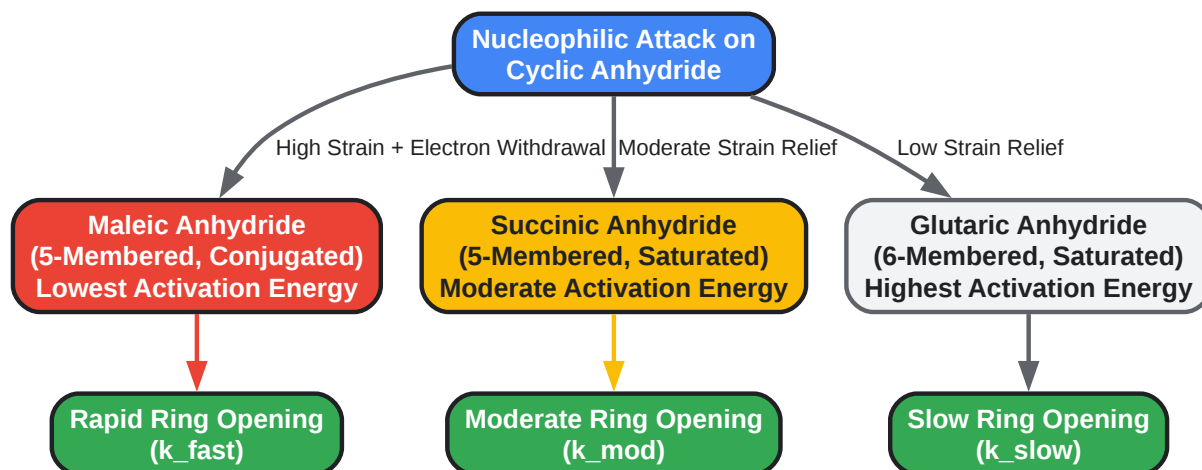 Nucleophilic Attack on
Cyclic Anhydride
High Strain + Electron Withdrawal
Moderate Strain Relief
Low Strain Relief
Maleic Anhydride
(5-Membered, Conjugated)
Lowest Activation Energy
Succinic Anhydride
(5-Membered, Saturated)
Moderate Activation Energy
Glutaric Anhydride
(6-Membered, Saturated)
Highest Activation Energy
Rapid Ring Opening
(k_fast)
Moderate Ring Opening
(k_mod)
Slow Ring Opening
(k_slow)